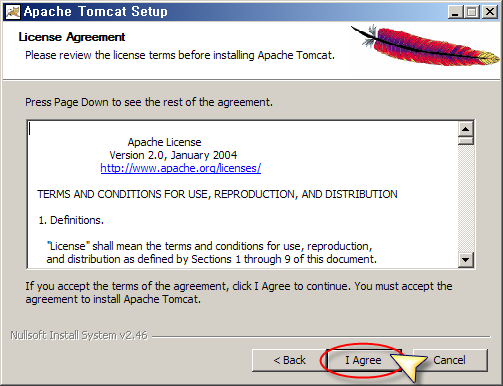 Apache Tomcat Setup
License Agreement
Please review the license terms before installing Apache Tomcat.
Press Page Down to see the rest of the agreement.
Apache License
Version 2.0, January 2004
http://www.apache.org/licenses/
TERMS AND CONDITIONS FOR USE, REPRODUCTION, AND DISTRIBUTION
1. Definitions.
"License" shall mean the terms and conditions for use, reproduction,
and distribution as defined by Sections 1 through 9 of this document.
If you accept the terms of the agreement, click I Agree to continue. You must accept the
agreement to install Apache Tomcat.
Nullsoft Install System v2.46
< Back
I Agree
Cancel